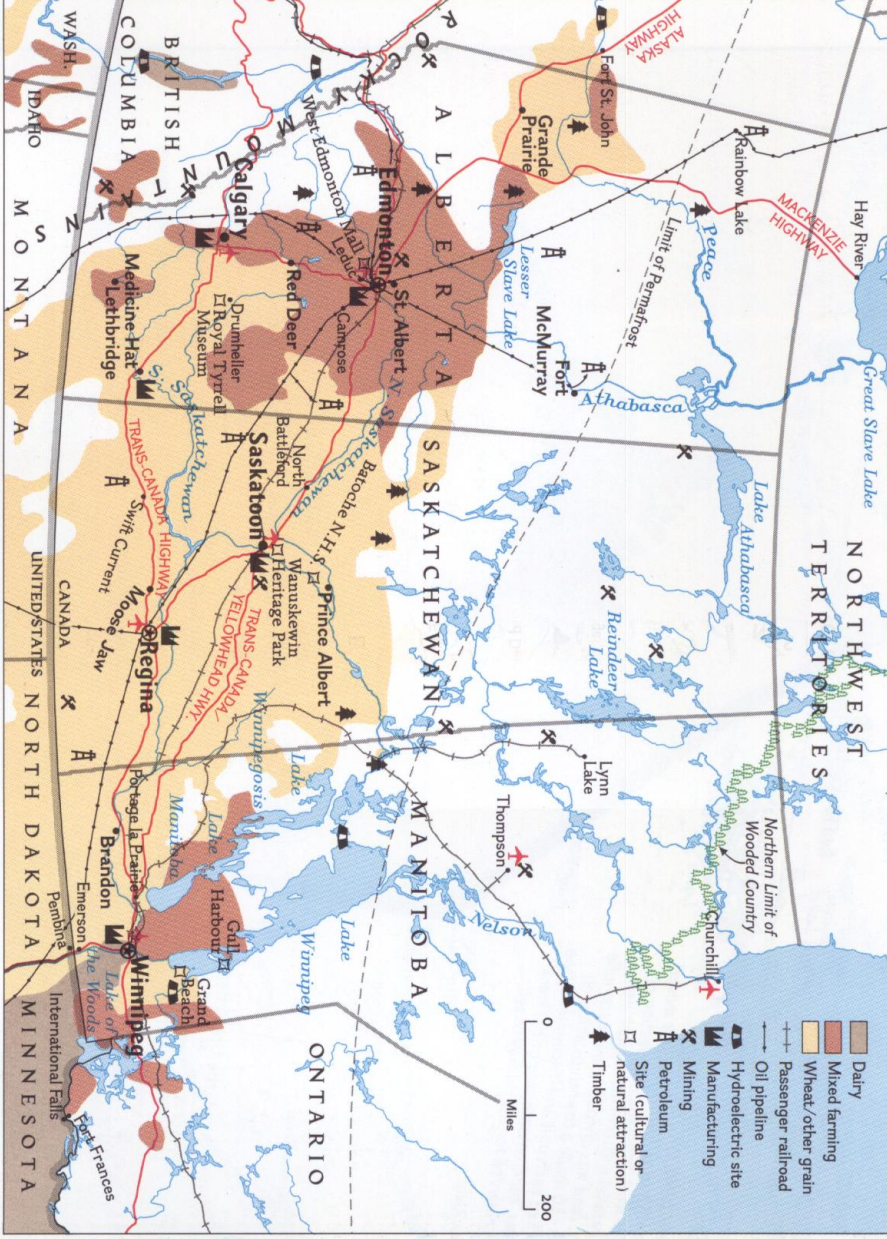 NORTHWEST
TERRITORIES
Great Slave Lake
Hay River
MACKENZIE
HIGHWAY
Rainbow Lake
Peace
Limit of Permafrost
ALASKA
HIGHWAY
Fort St. John
Grande
Prairie
Lesser
Slave Lake
Fort
McMurray
Athabasca
Lake
Athabasca
Reindeer
Lake
Lynn
Lake
Northern Limit of
Wooded Country
Churchill
Thompson
Nelson
BRITISH
COLUMBIA
ROCKY MOUNTAINS
ALBERTA
SASKATCHEWAN
MANITOBA
ONTARIO
Edmonton
St. Albert
West Edmonton Mall
Leduc
Camrose
N. Saskatchewan
Red Deer
Calgary
Drumheller
Royal Tyrrell
Museum
Medicine Hat
Lethbridge
S. Saskatchewan
North
Battleford
Batoche N.H.S.
Saskatoon
Wanuskewin
Heritage Park
Prince Albert
TRANS-CANADA/
YELLOWHEAD HWY.
TRANS-CANADA HIGHWAY
Swift Current
Moose Jaw
Regina
Lake
Winnipegosis
Lake
Manitoba
Lake
Winnipeg
Gull
Harbour
Grand
Beach
Portage la Prairie
Brandon
Winnipeg
Emerson
Pembina
Lake of
the Woods
International Falls
Fort Frances
CANADA
UNITED STATES
WASH.
IDAHO
MONTANA
NORTH DAKOTA
MINNESOTA
Dairy
Mixed farming
Wheat/other grain
Oil pipeline
Passenger railroad
Hydroelectric site
Manufacturing
Mining
Petroleum
Site (cultural or
natural attraction)
Timber
0
200
Miles